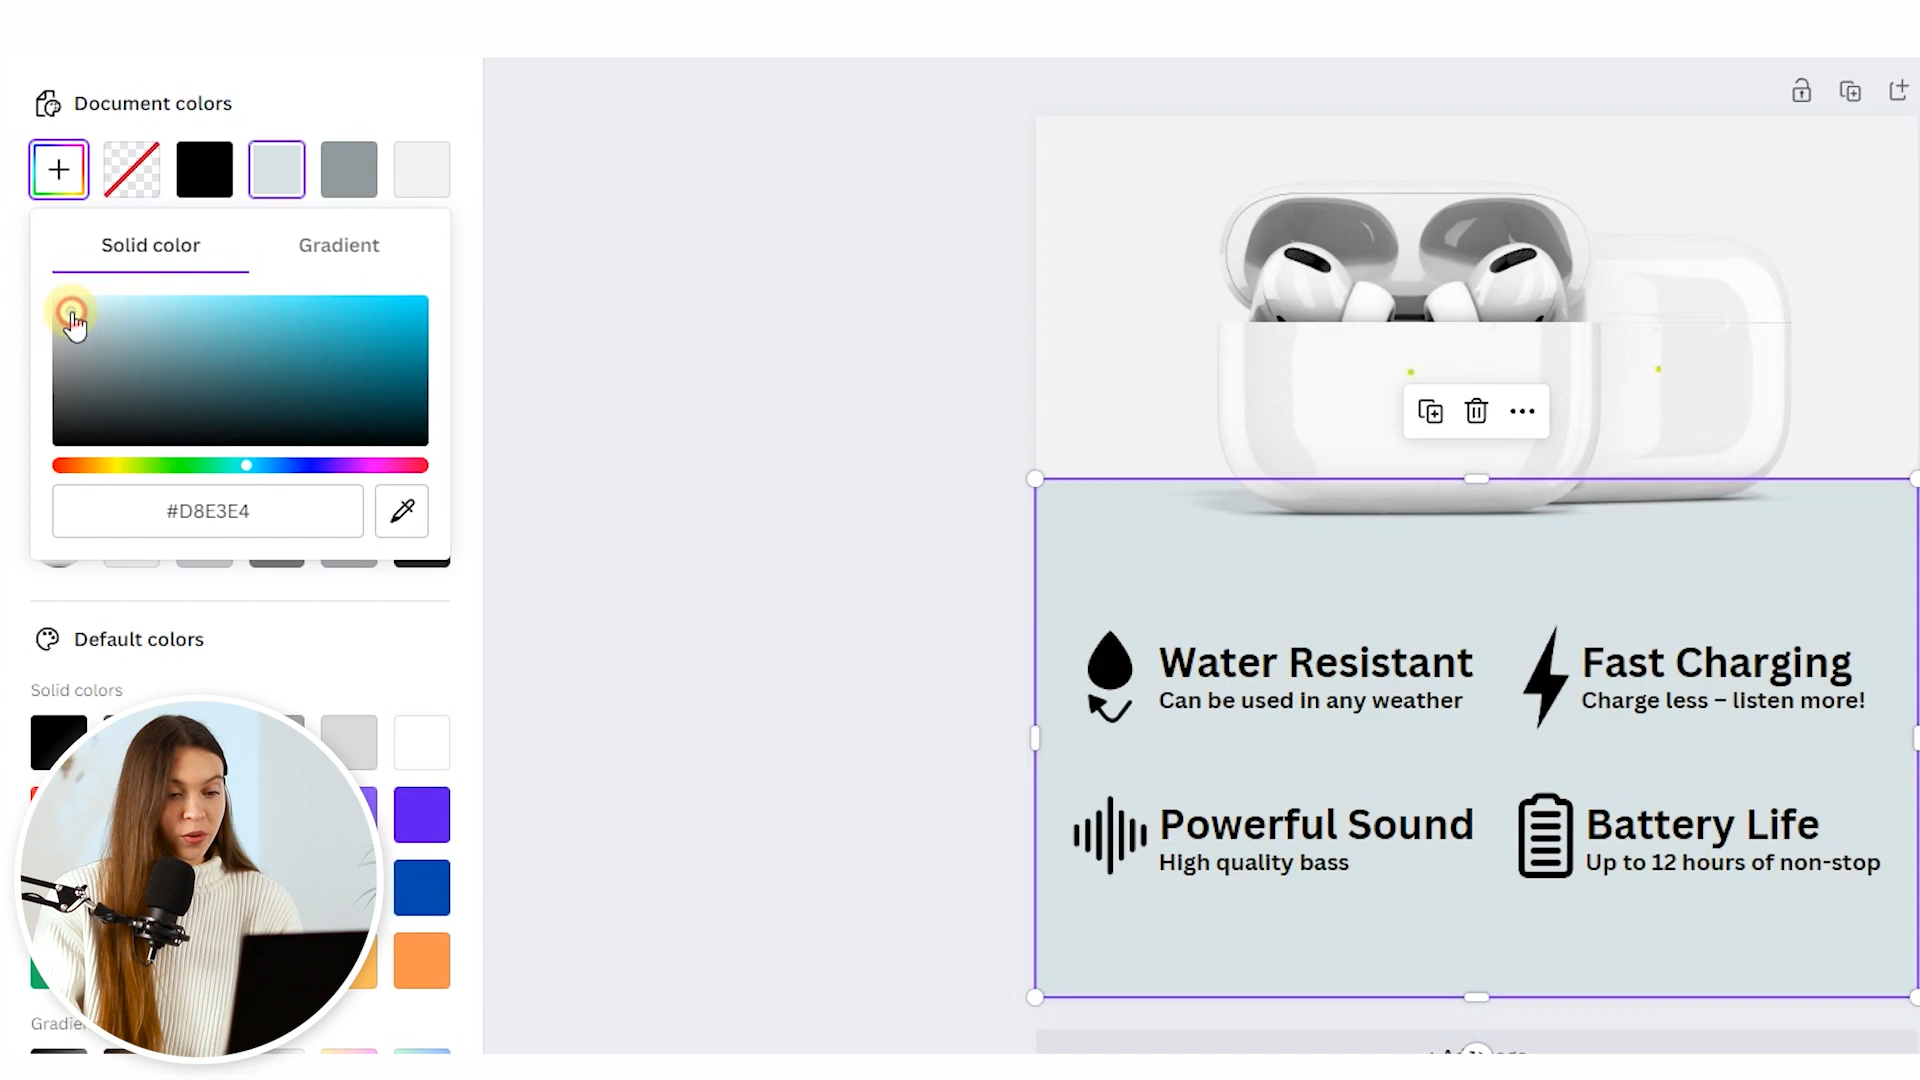 Document colors
Solid color
Gradient
#D8E3E4
Default colors
Solid colors
Water Resistant
Can be used in any weather
Fast Charging
Charge less – listen more!
Powerful Sound
High quality bass
Battery Life
Up to 12 hours of non-stop